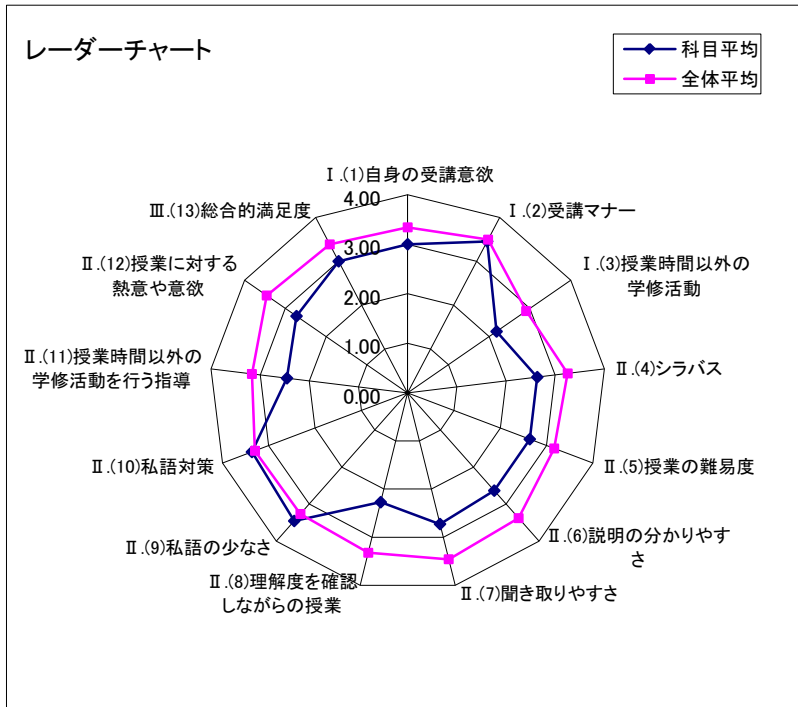 レーダーチャート
科目平均
全体平均
Ⅰ.(1)自身の受講意欲
Ⅰ.(2)受講マナー
Ⅰ.(3)授業時間以外の
学修活動
Ⅱ.(4)シラバス
Ⅱ.(5)授業の難易度
Ⅱ.(6)説明の分かりやす
さ
Ⅱ.(7)聞き取りやすさ
Ⅱ.(8)理解度を確認
しながらの授業
Ⅱ.(9)私語の少なさ
Ⅱ.(10)私語対策
Ⅱ.(11)授業時間以外の
学修活動を行う指導
Ⅱ.(12)授業に対する
熱意や意欲
Ⅲ.(13)総合的満足度
4.00
3.00
2.00
1.00
0.00